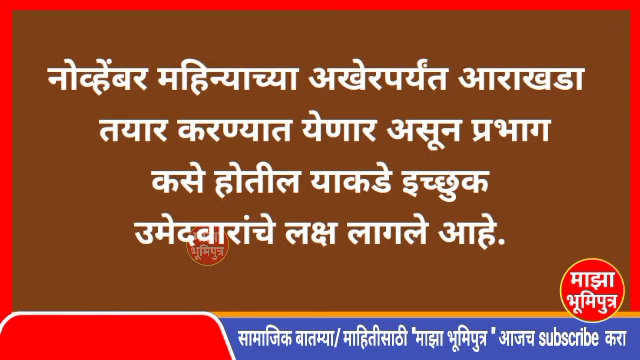 नोव्हेंबर महिन्याच्या अखेरपर्यंत आराखडा
तयार करण्यात येणार असून प्रभाग
कसे होतील याकडे इच्छुक
उमेदवारांचे लक्ष लागले आहे.
माझा
भूमिपुत्र
माझा
भूमिपुत्र
सामाजिक बातम्या/ माहितीसाठी "माझा भूमिपुत्र " आजच subscribe करा